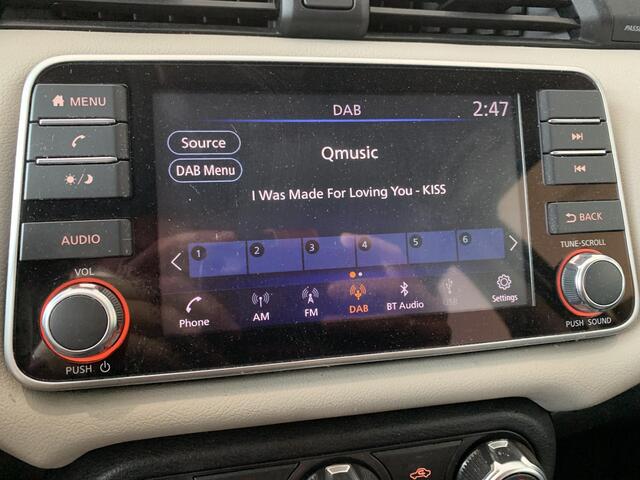 PASSE
MENU
DAB
2:47
Source
Qmusic
DAB Menu
I Was Made For Loving You - KISS
BACK
AUDIO
TUNE-SCROLL
VOL
1 2 3 4 5 6
Phone
AM
FM
DAB
BT Audio
USB
Settings
PUSH
PUSH SOUND